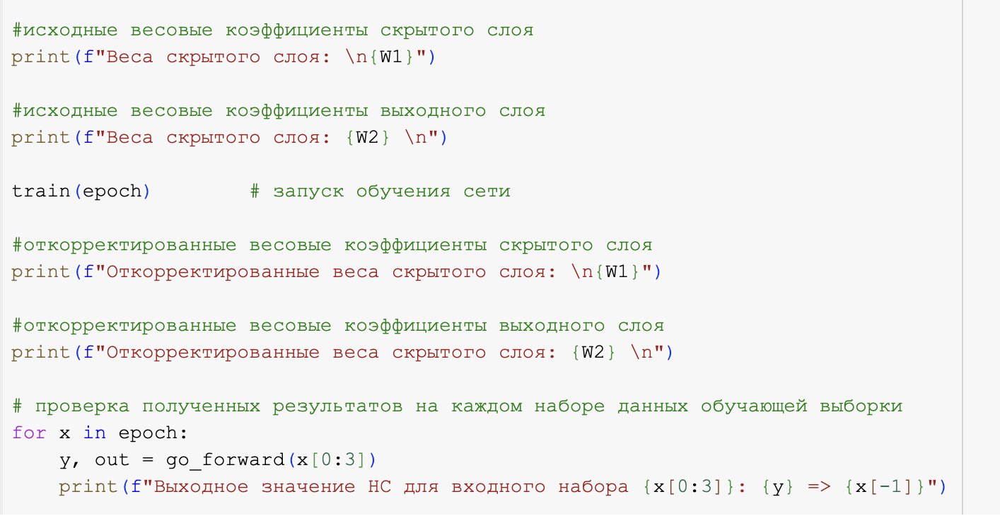 #исходные весовые коэффициенты скрытого слоя
print(f"Веса скрытого слоя: \n{W1}")
#исходные весовые коэффициенты выходного слоя
print(f"Веса скрытого слоя: {W2} \n")
train(epoch)        # запуск обучения сети
#откорректированные весовые коэффициенты скрытого слоя
print(f"Откорректированные веса скрытого слоя: \n{W1}")
#откорректированные весовые коэффициенты выходного слоя
print(f"Откорректированные веса скрытого слоя: {W2} \n")
# проверка полученных результатов на каждом наборе данных обучающей выборки
for x in epoch:
    y, out = go_forward(x[0:3])
    print(f"Выходное значение НС для входного набора {x[0:3]}: {y} => {x[-1]}")